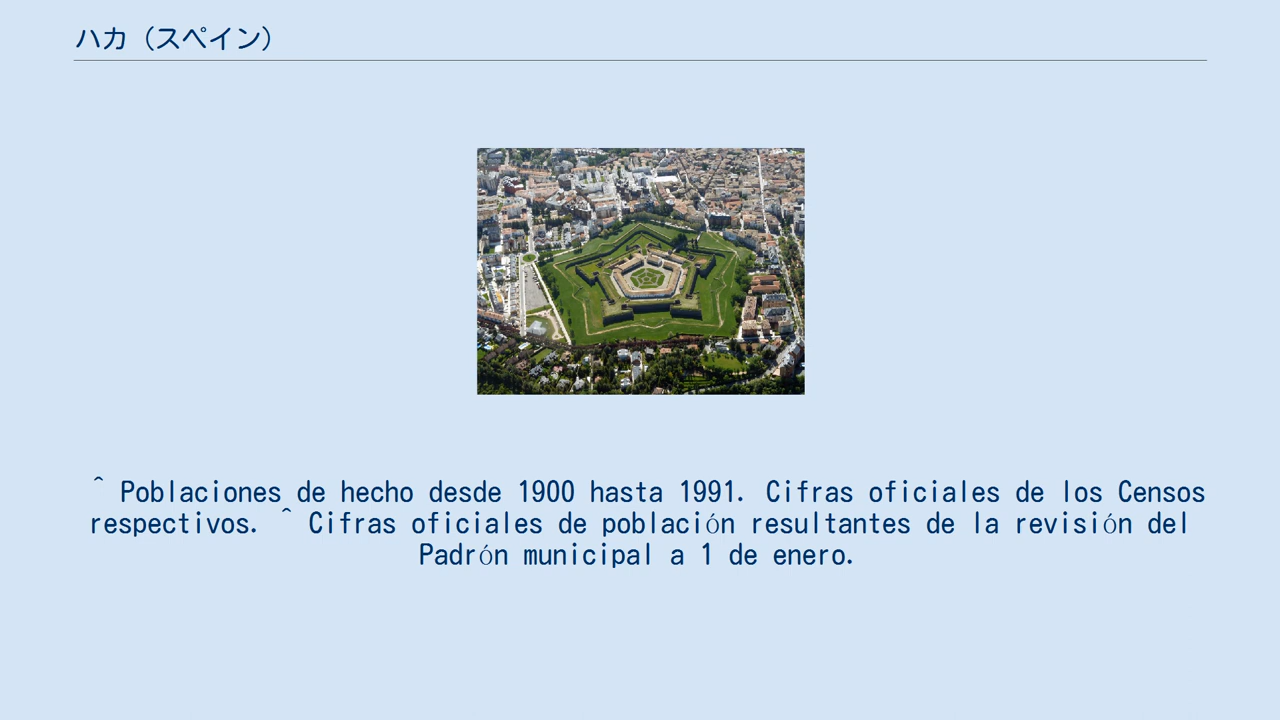 ハカ（スペイン）
^ Poblaciones de hecho desde 1900 hasta 1991. Cifras oficiales de los Censos
respectivos. ^ Cifras oficiales de población resultantes de la revisión del
Padrón municipal a 1 de enero.